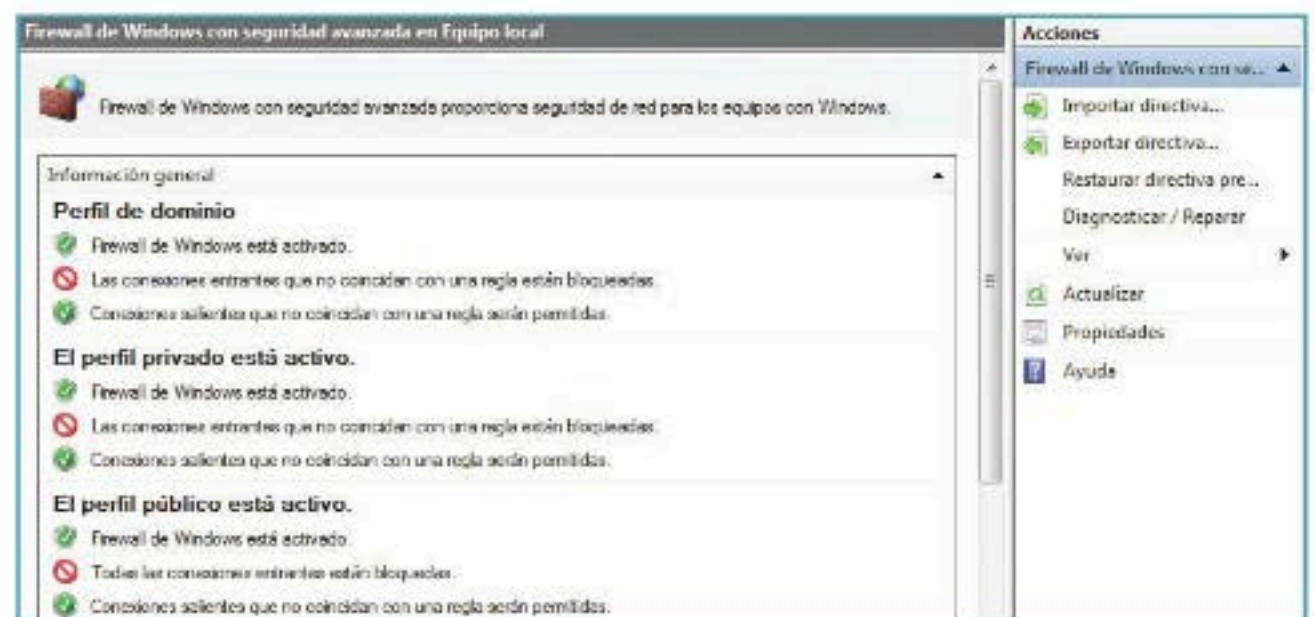 Firewall de Windows con seguridad avanzada en Equipo local
Firewall de Windows con seguridad avanzada proporciona seguridad de red para los equipos con Windows.
Información general
Perfil de dominio
Firewall de Windows está activado.
Las conexiones entrantes que no coincidan con una regla están bloqueadas.
Conexiones salientes que no coincidan con una regla serán permitidas.
El perfil privado está activo.
Firewall de Windows está activado.
Las conexiones entrantes que no coincidan con una regla están bloqueadas.
Conexiones salientes que no coincidan con una regla serán permitidas.
El perfil público está activo.
Firewall de Windows está activado.
Todas las conexiones entrantes están bloqueadas.
Conexiones salientes que no coincidan con una regla serán permitidas.
Acciones
Firewall de Windows con se...
Importar directiva...
Exportar directiva...
Restaurar directiva pre...
Diagnosticar / Reparar
Ver
Actualizar
Propiedades
Ayuda